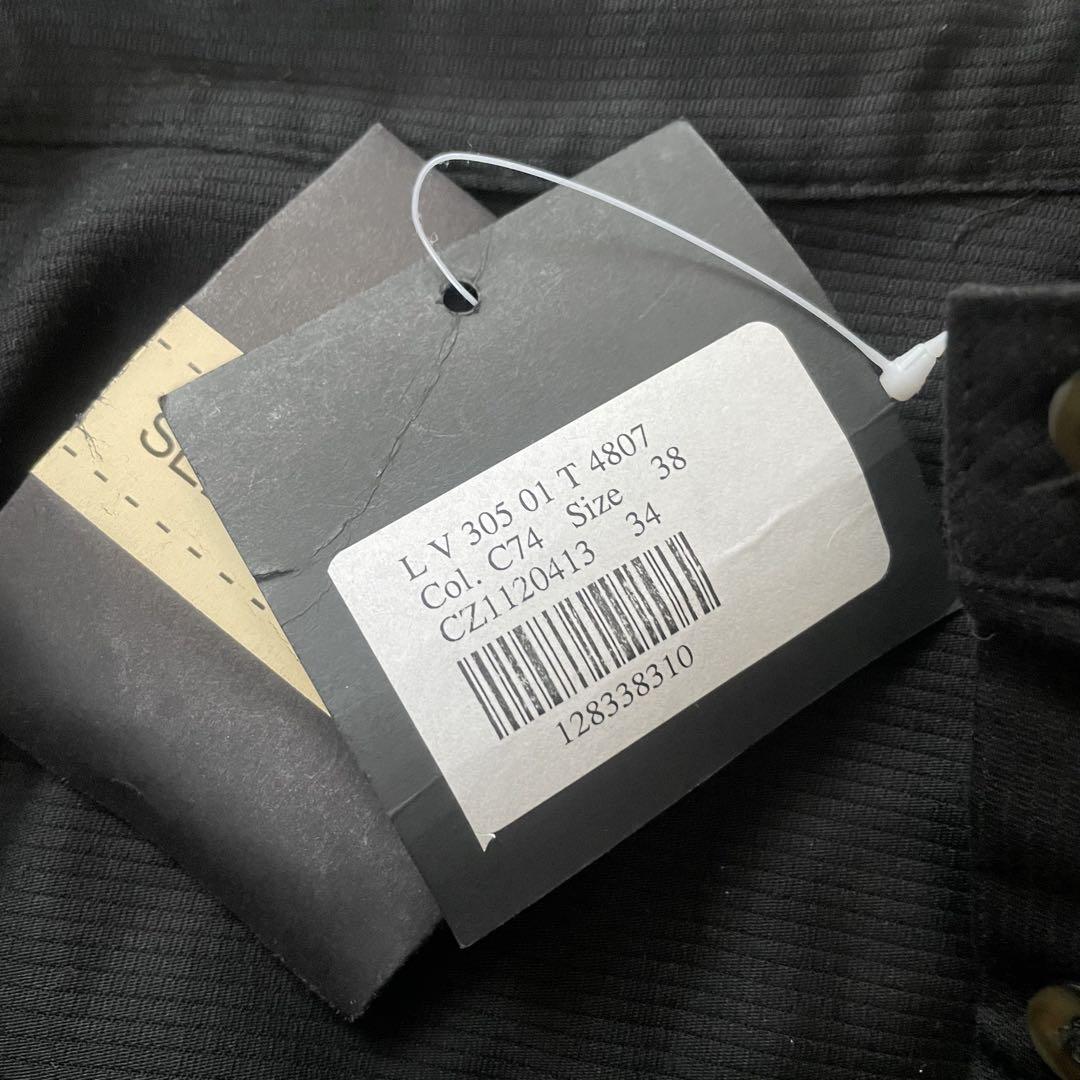 L V 305 01 T 4807
Col. C74 Size 38
CZ1120413 34
128338310